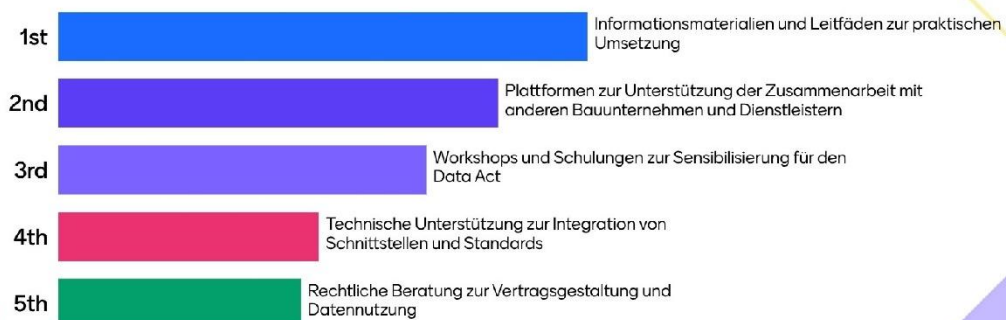 1st
Informationsmaterialien und Leitfäden zur praktischen
Umsetzung
2nd
Plattformen zur Unterstützung der Zusammenarbeit mit
anderen Bauunternehmen und Dienstleistern
3rd
Workshops und Schulungen zur Sensibilisierung für den
Data Act
4th
Technische Unterstützung zur Integration von
Schnittstellen und Standards
5th
Rechtliche Beratung zur Vertragsgestaltung und
Datennutzung